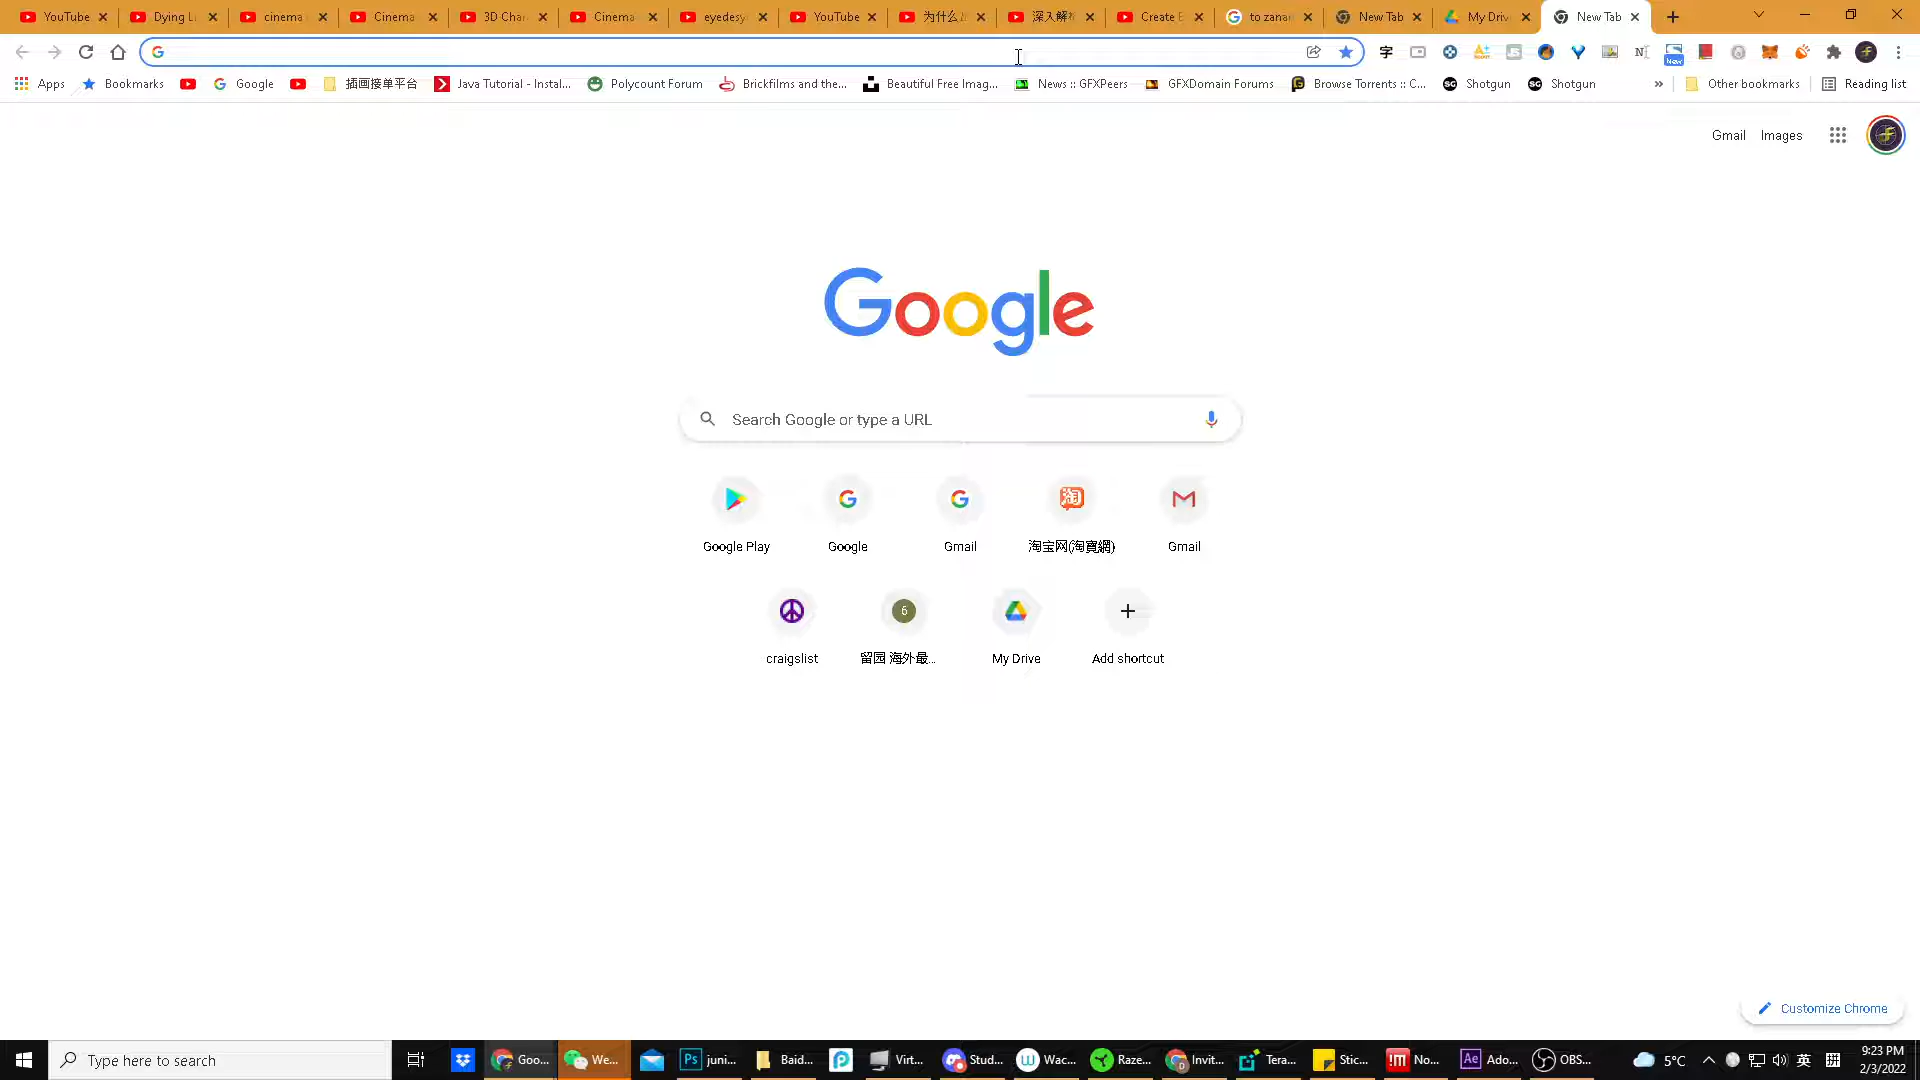 YouTube
Dying L
cinema
Cinema
3D Char
Cinema
eyedesy
YouTube
为什么
深入解
Create E
to zanar
New Tab
My Driv
New Tab
Apps
Bookmarks
Google
插画接单平台
Java Tutorial - Instal...
Polycount Forum
Brickfilms and the...
Beautiful Free Imag...
News :: GFXPeers
GFXDomain Forums
Browse Torrents :: C...
Shotgun
Shotgun
»
Other bookmarks
Reading list
Gmail
Images
Google
Search Google or type a URL
Google Play
Google
Gmail
淘宝网(淘寶網)
Gmail
craigslist
留园 海外最...
My Drive
Add shortcut
Customize Chrome
Type here to search
Goo...
We...
juni...
Baid...
Virt...
Stud...
Wac...
Raze...
Invit...
Tera...
Stic...
No...
Ado...
OBS...
5°C
英
9:23 PM
2/3/2022